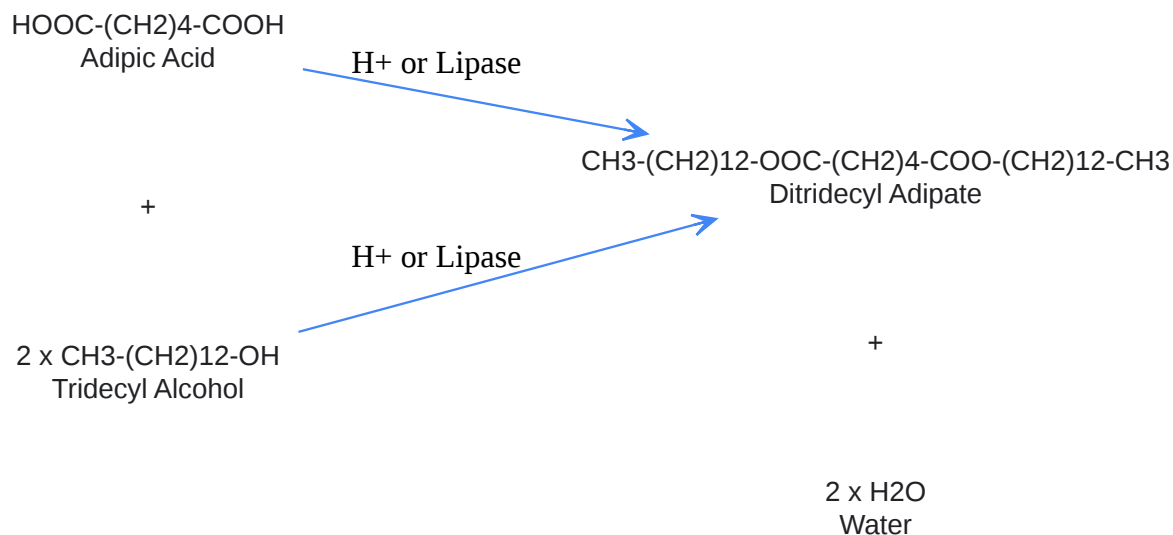 HOOC-(CH2)4-COOH
Adipic Acid
H+ or Lipase
CH3-(CH2)12-OOC-(CH2)4-COO-(CH2)12-CH3
Ditridecyl Adipate
+
H+ or Lipase
2 x CH3-(CH2)12-OH
Tridecyl Alcohol
+
2 x H2O
Water